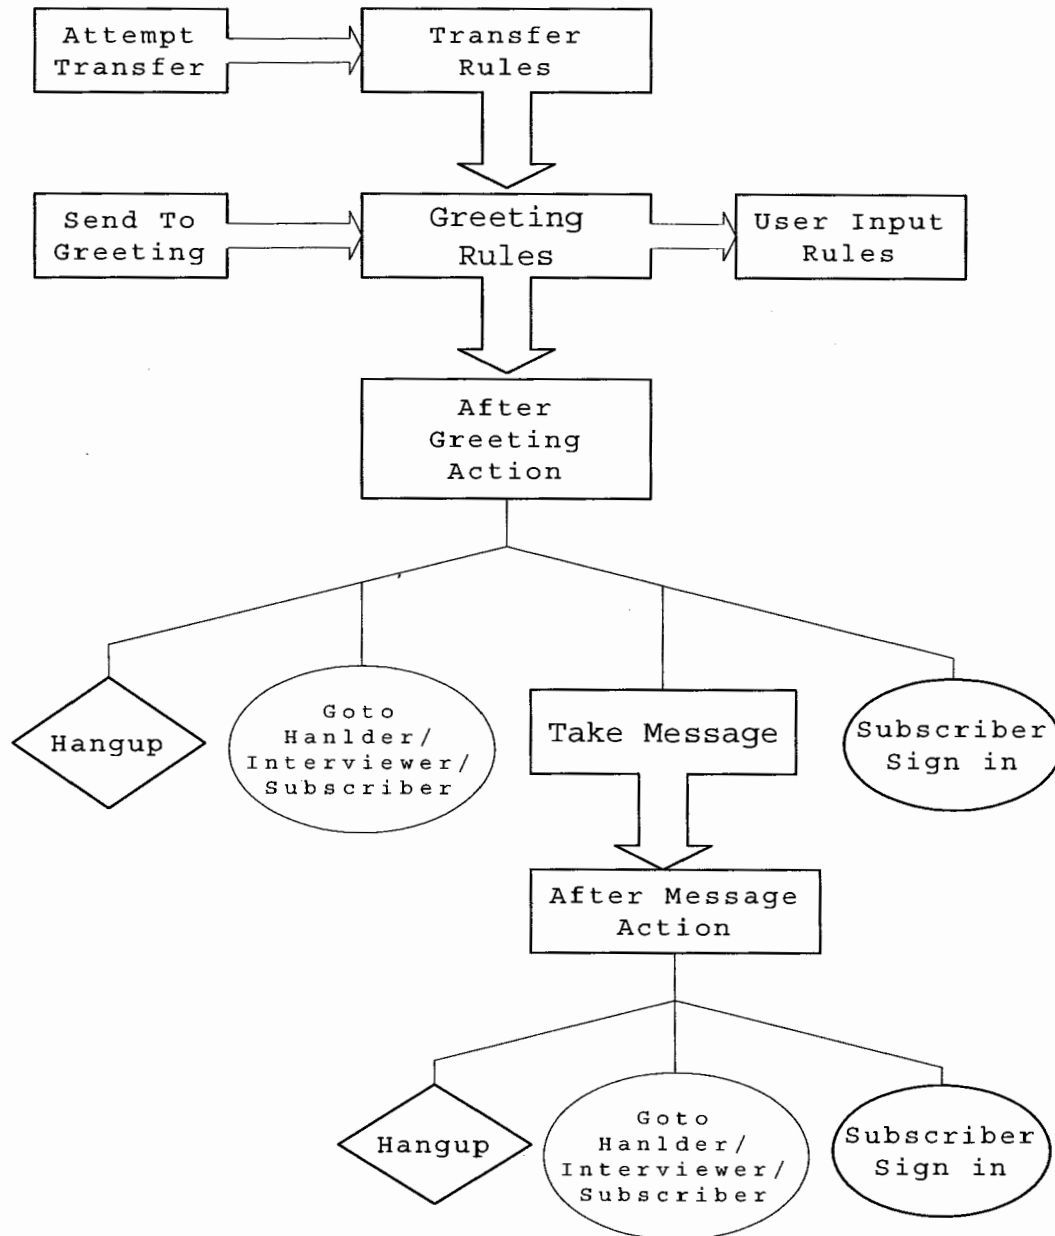 Attempt
Transfer
Transfer
Rules
Send To
Greeting
Greeting
Rules
User Input
Rules
After
Greeting
Action
Hangup
Goto
Hanlder/
Interviewer/
Subscriber
Take Message
Subscriber
Sign in
After Message
Action
Hangup
Goto
Hanlder/
Interviewer/
Subscriber
Subscriber
Sign in